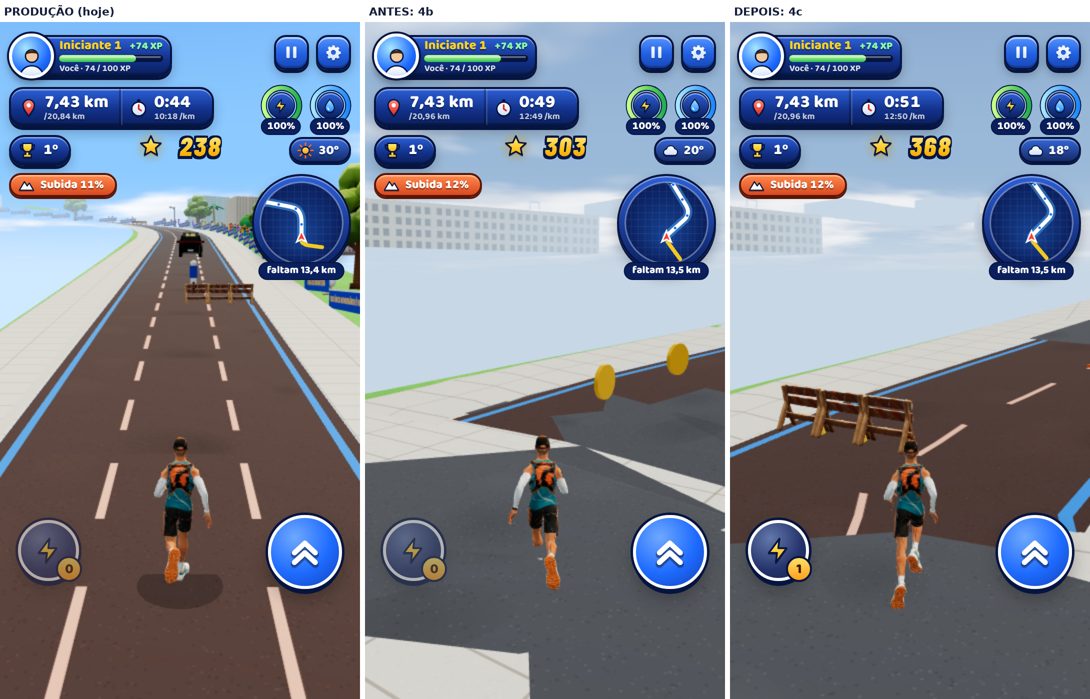 PRODUÇÃO (hoje)
Iniciante 1 +74 XP
Você · 74 / 100 XP
7,43 km 0:44
/20,84 km 10:18 /km
100% 100%
1° 238 30°
Subida 11%
Faltam 13,4 km
0
ANTES: 4b
Iniciante 1 +74 XP
Você · 74 / 100 XP
7,43 km 0:49
/20,96 km 12:49 /km
100% 100%
1° 303 20°
Subida 12%
Faltam 13,5 km
0
DEPOIS: 4c
Iniciante 1 +74 XP
Você · 74 / 100 XP
7,43 km 0:51
/20,96 km 12:50 /km
100% 100%
1° 368 18°
Subida 12%
Faltam 13,5 km
1